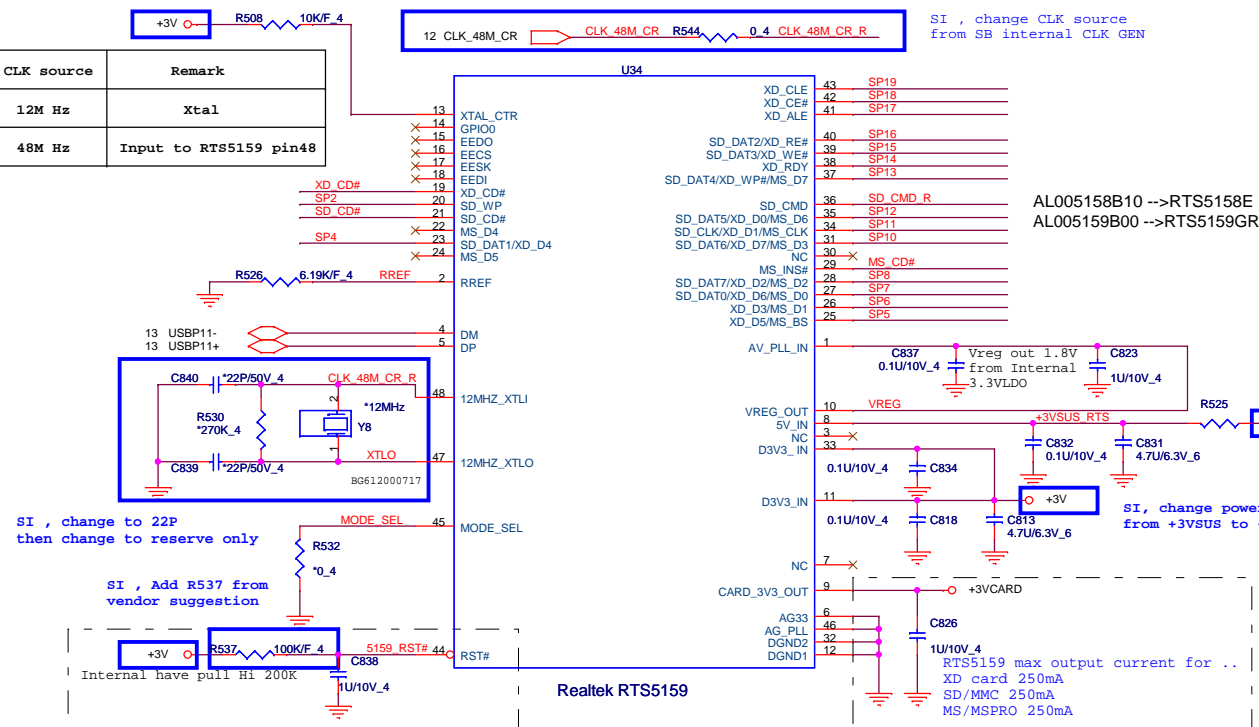 +3V
R508
10K/F_4
12 CLK_48M_CR
CLK_48M_CR
R544
0_4
CLK_48M_CR_R
SI , change CLK source
from SB internal CLK GEN
CLK source
Remark
12M Hz
Xtal
48M Hz
Input to RTS5159 pin48
U34
13 XTAL_CTR
14 GPIO0
15 EEDO
16 EECS
17 EESK
18 EEDI
XD_CD# 19 XD_CD#
SP2 20 SD_WP
SD_CD# 21 SD_CD#
22 MS_D4
SP4 23 SD_DAT1/XD_D4
24 MS_D5
R526
6.19K/F_4
RREF 2 RREF
13 USBP11-
4 DM
13 USBP11+
5 DP
C840
*22P/50V_4
CLK_48M_CR_R
48 12MHZ_XTLI
R530
*270K_4
2
*12MHz
Y8
1
C839
*22P/50V_4
XTLO
47 12MHZ_XTLO
BG612000717
SI , change to 22P
then change to reserve only
MODE_SEL
45 MODE_SEL
R532
*0_4
SI , Add R537 from
vendor suggestion
+3V
R537
100K/F_4
5159_RST# 44 RST#
Internal have pull Hi 200K
C838
1U/10V_4
XD_CLE 43 SP19
XD_CE# 42 SP18
XD_ALE 41 SP17
SD_DAT2/XD_RE# 40 SP16
SD_DAT3/XD_WE# 39 SP15
XD_RDY 38 SP14
SD_DAT4/XD_WP#/MS_D7 37 SP13
SD_CMD 36 SD_CMD_R
SD_DAT5/XD_D0/MS_D6 35 SP12
SD_CLK/XD_D1/MS_CLK 34 SP11
SD_DAT6/XD_D7/MS_D3 31 SP10
NC 30
MS_INS# 29 MS_CD#
SD_DAT7/XD_D2/MS_D2 28 SP8
SD_DAT0/XD_D6/MS_D0 27 SP7
XD_D3/MS_D1 26 SP6
XD_D5/MS_BS 25 SP5
AL005158B10 -->RTS5158E
AL005159B00 -->RTS5159GR
AV_PLL_IN 1
C837
0.1U/10V_4
Vreg out 1.8V
from Internal
3.3VLDO
C823
1U/10V_4
VREG_OUT 10 VREG
5V_IN 8 +3VSUS_RTS
R525
NC 3
D3V3_IN 33
C832
0.1U/10V_4
C831
4.7U/6.3V_6
0.1U/10V_4
C834
+3V
D3V3_IN 11
0.1U/10V_4
C818
C813
4.7U/6.3V_6
SI, change power
from +3VSUS to
NC 7
CARD_3V3_OUT 9
+3VCARD
AG33 6
AG_PLL 46
DGND2 32
DGND1 12
C826
1U/10V_4
RTS5159 max output current for ..
XD card 250mA
SD/MMC 250mA
MS/MSPRO 250mA
Realtek RTS5159